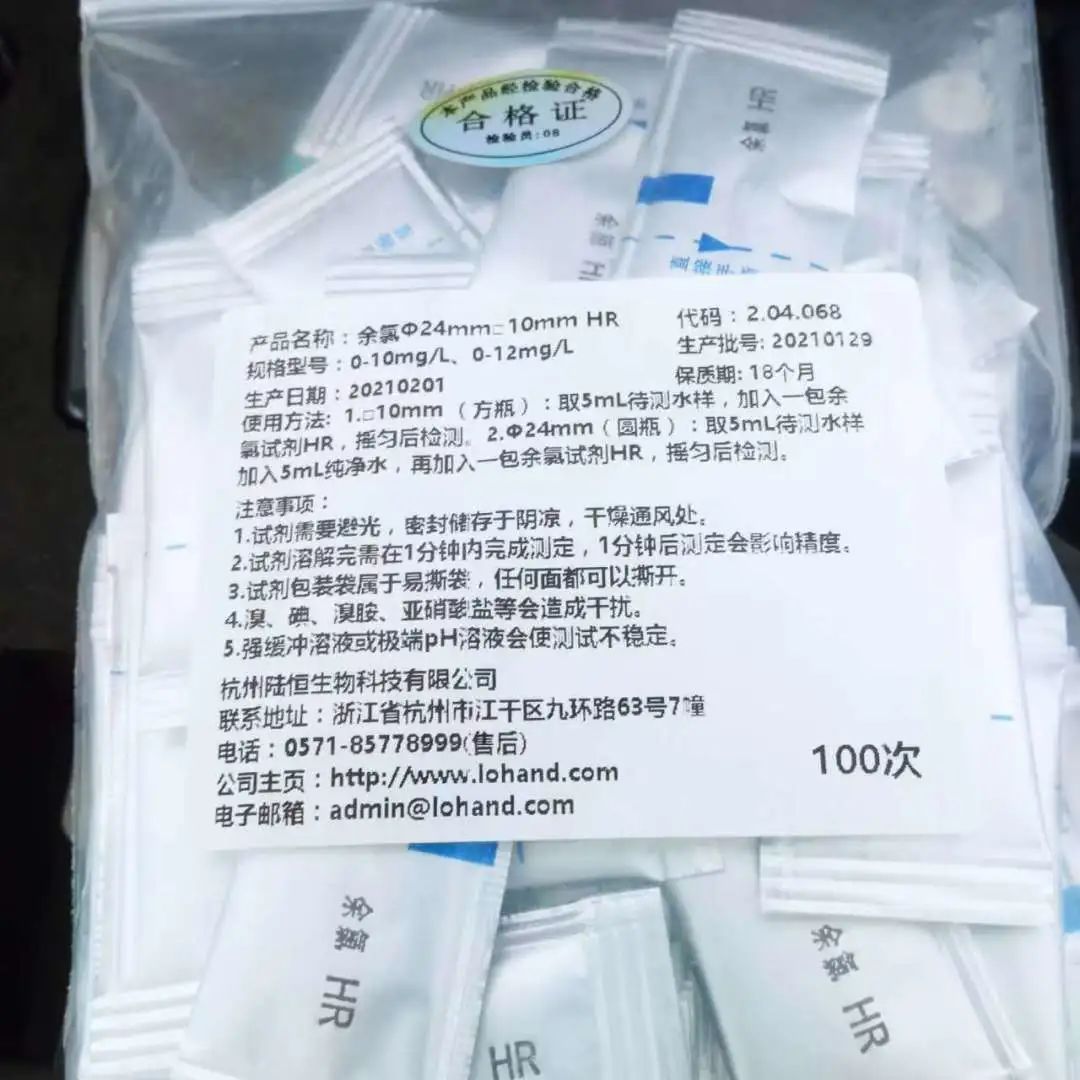 HR
本产品经检验合格
合格证
检验员:08
余氯 HR
余氯 HR
直接
产品名称：余氯Φ24mm□10mm HR
代码：2.04.068
规格型号：0-10mg/L、0-12mg/L
生产批号: 20210129
生产日期：20210201
保质期: 18个月
使用方法: 1.□10mm （方瓶）：取5mL待测水样，加入一包余
氯试剂HR，摇匀后检测。2.Φ24mm（圆瓶）：取5mL待测水样
加入5mL纯净水，再加入一包余氯试剂HR，摇匀后检测。
注意事项：
1.试剂需要避光，密封储存于阴凉，干燥通风处。
2.试剂溶解完需在1分钟内完成测定，1分钟后测定会影响精度。
3.试剂包装袋属于易撕袋，任何面都可以撕开。
4.溴、碘、溴胺、亚硝酸盐等会造成干扰。
5.强缓冲溶液或极端pH溶液会使测试不稳定。
杭州陆恒生物科技有限公司
联系地址：浙江省杭州市江干区九环路63号7幢
电话：0571-85778999(售后)
公司主页：http://www.lohand.com
100次
电子邮箱：admin@lohand.com
余氯 HR
余氯 HR
HR